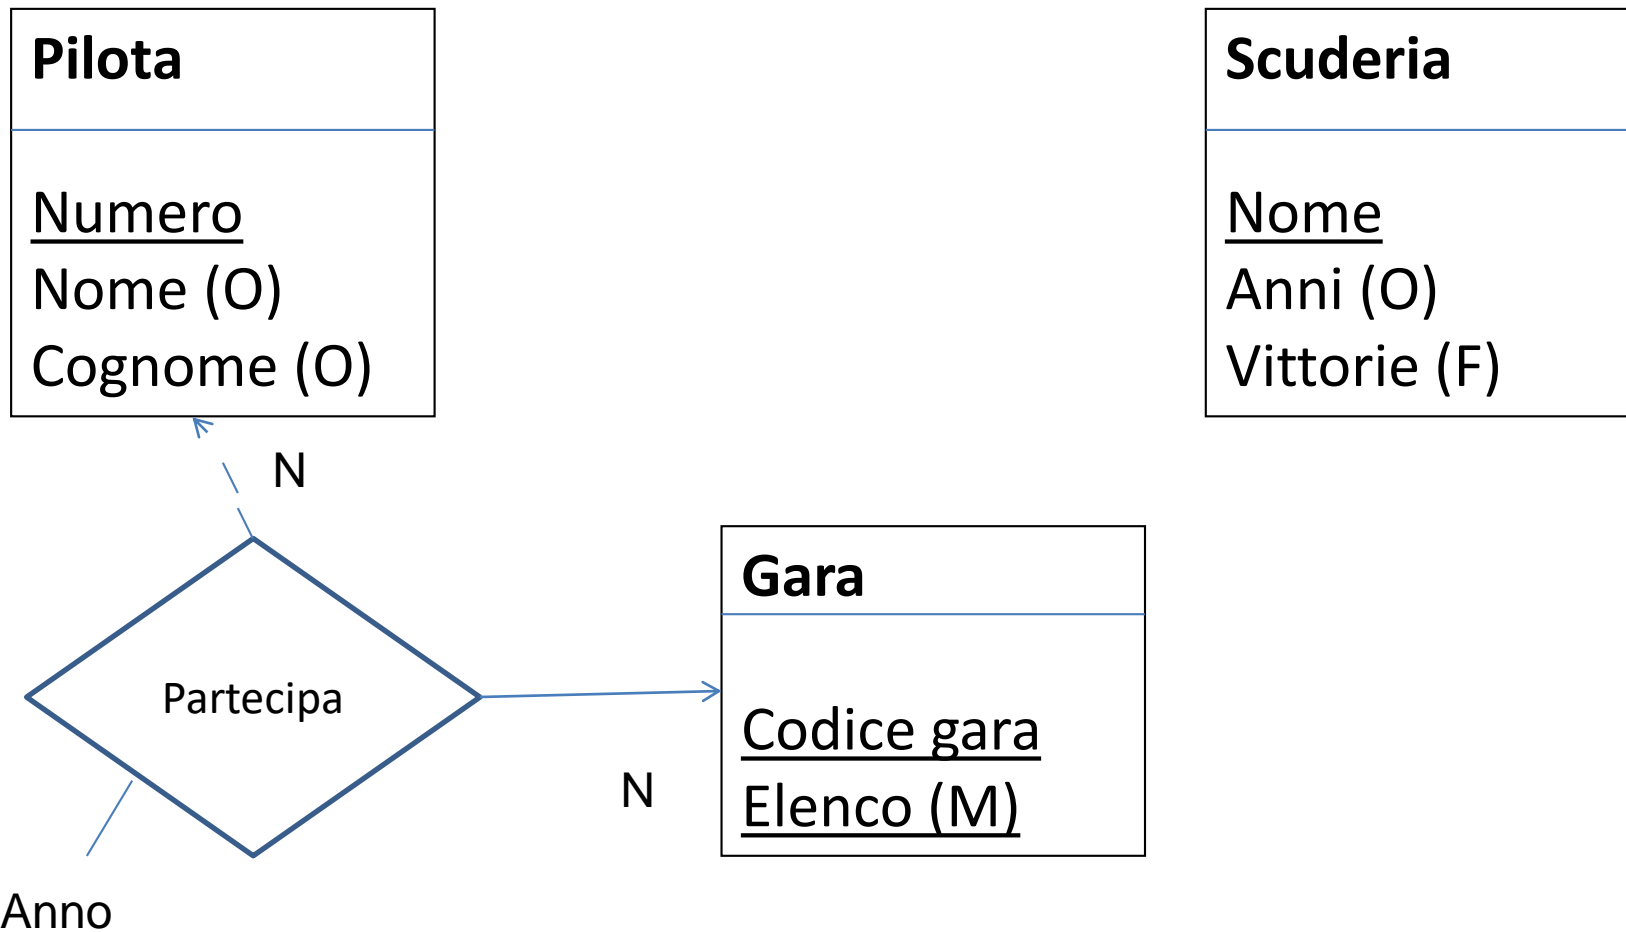 Pilota
Numero
Nome (O)
Cognome (O)
Scuderia
Nome
Anni (O)
Vittorie (F)
N
Partecipa
N
Anno
Gara
Codice gara
Elenco (M)